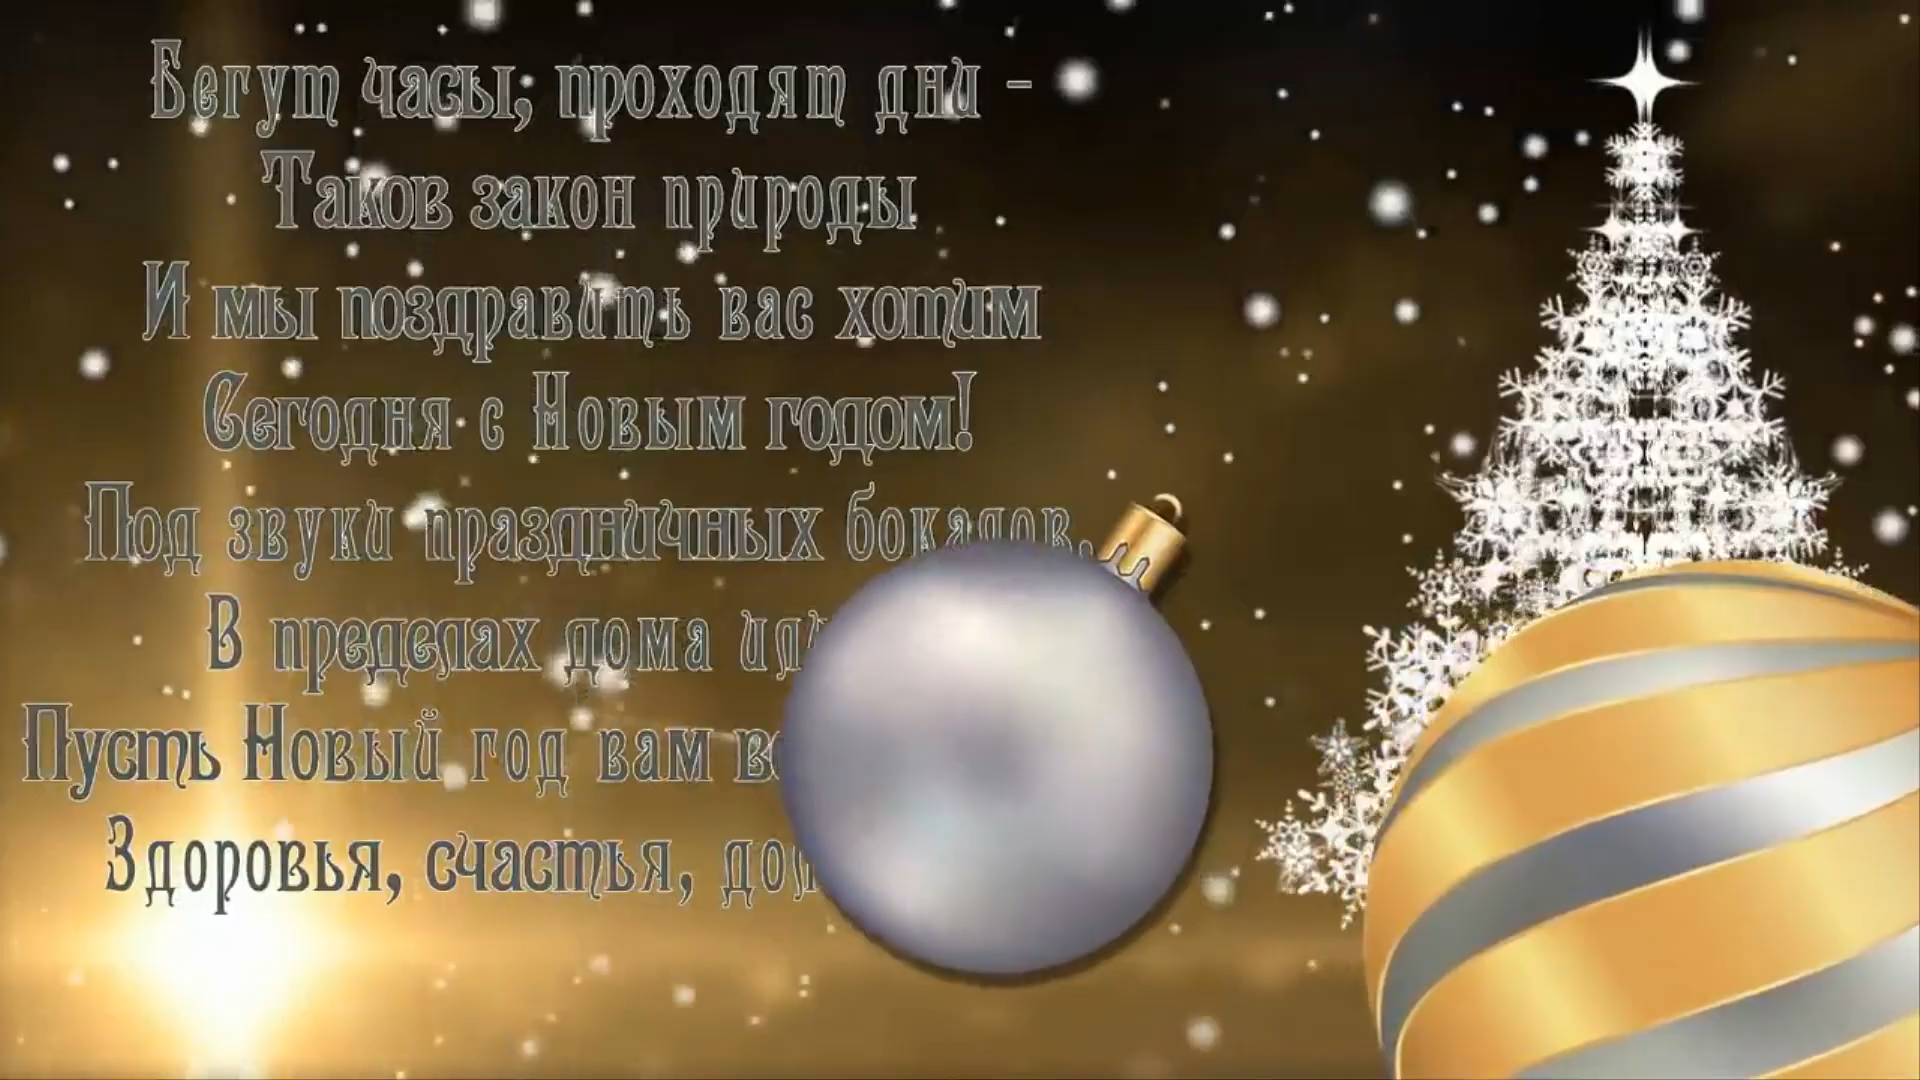 Бегут часы, проходят дни -
Таков закон природы
И мы поздравить вас хотим
Сегодня с Новым годом!
Под звуки праздничных бокалов,
В пределах дома
Пусть Новый год вам
Здоровья, счастья,